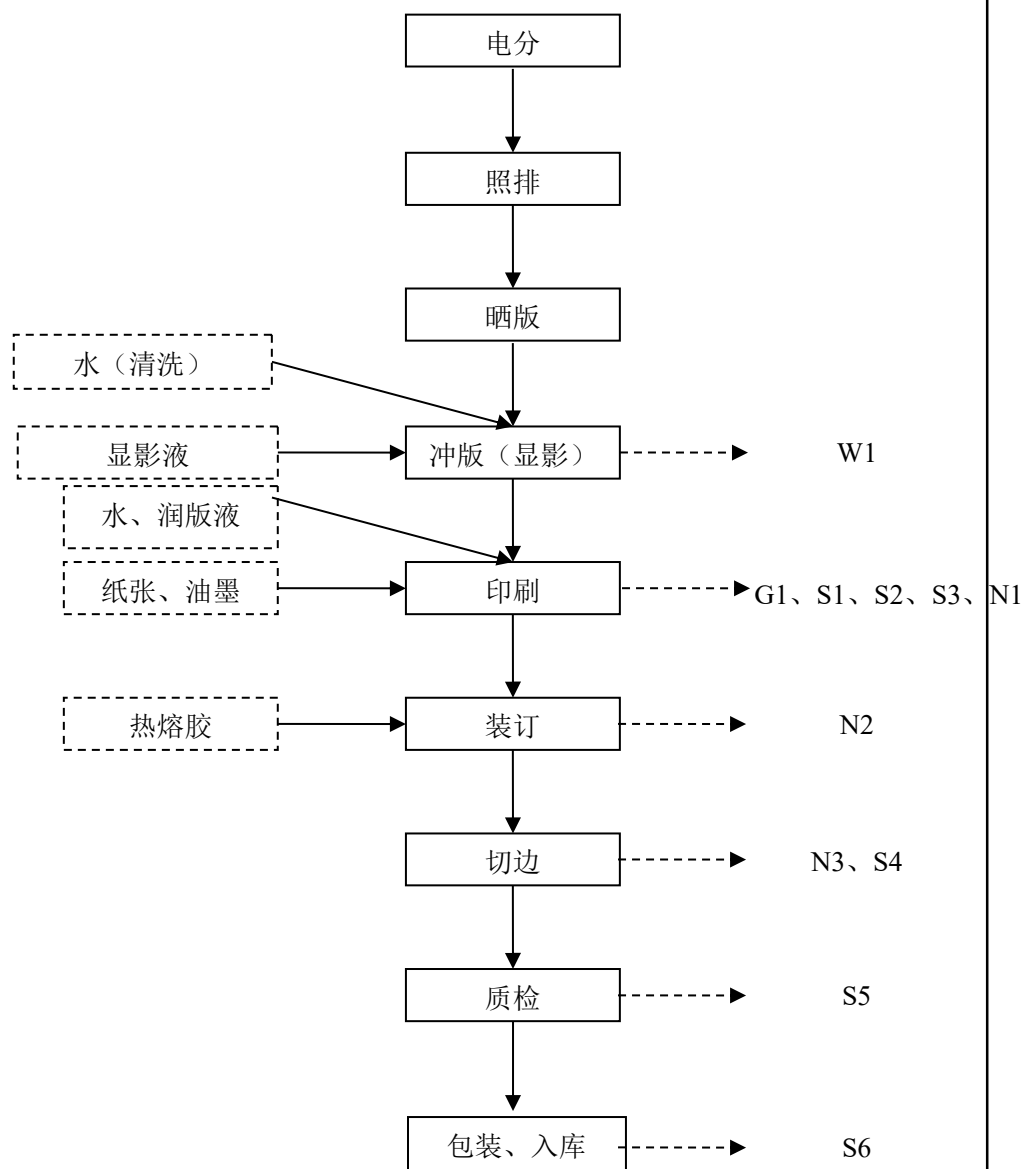 电分
照排
晒版
水（清洗）
显影液
冲版（显影）
W1
水、润版液
纸张、油墨
印刷
G1、S1、S2、S3、N1
热熔胶
装订
N2
切边
N3、S4
质检
S5
包装、入库
S6